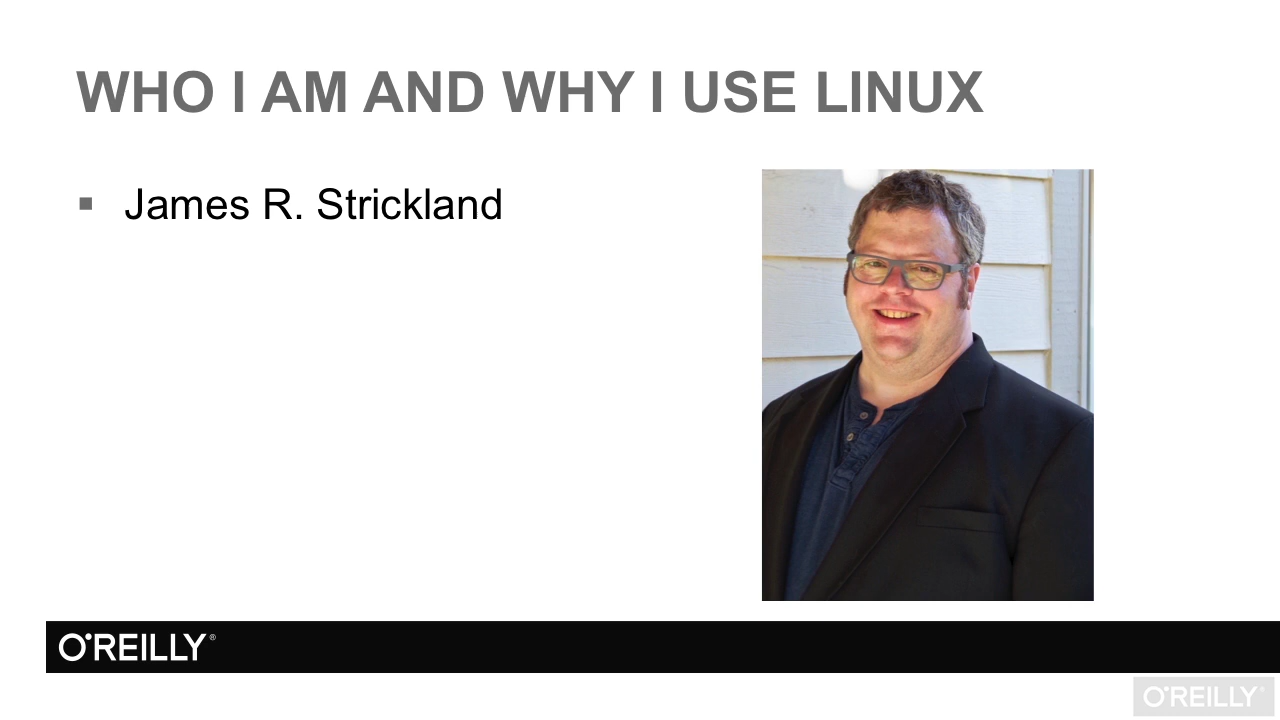 WHO I AM AND WHY I USE LINUX
▪ James R. Strickland
O'REILLY®
O'REILLY®